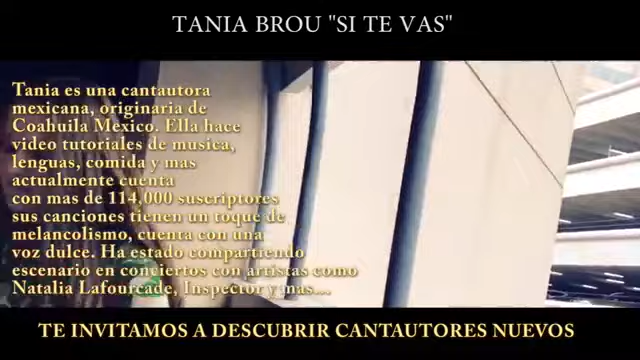 TANIA BROU "SI TE VAS"
Tania es una cantautora
mexicana, originaria de
Coahuila Mexico. Ella hace
video tutoriales de musica,
lenguas, comida y mas
actualmente cuenta
con mas de 114,000 suscriptores
sus canciones tienen un toque de
melancolismo, cuenta con una
voz dulce. Ha estado compartiendo
escenario en conciertos con artistas como
Natalia Lafourcade, Inspector y mas...
TE INVITAMOS A DESCUBRIR CANTAUTORES NUEVOS